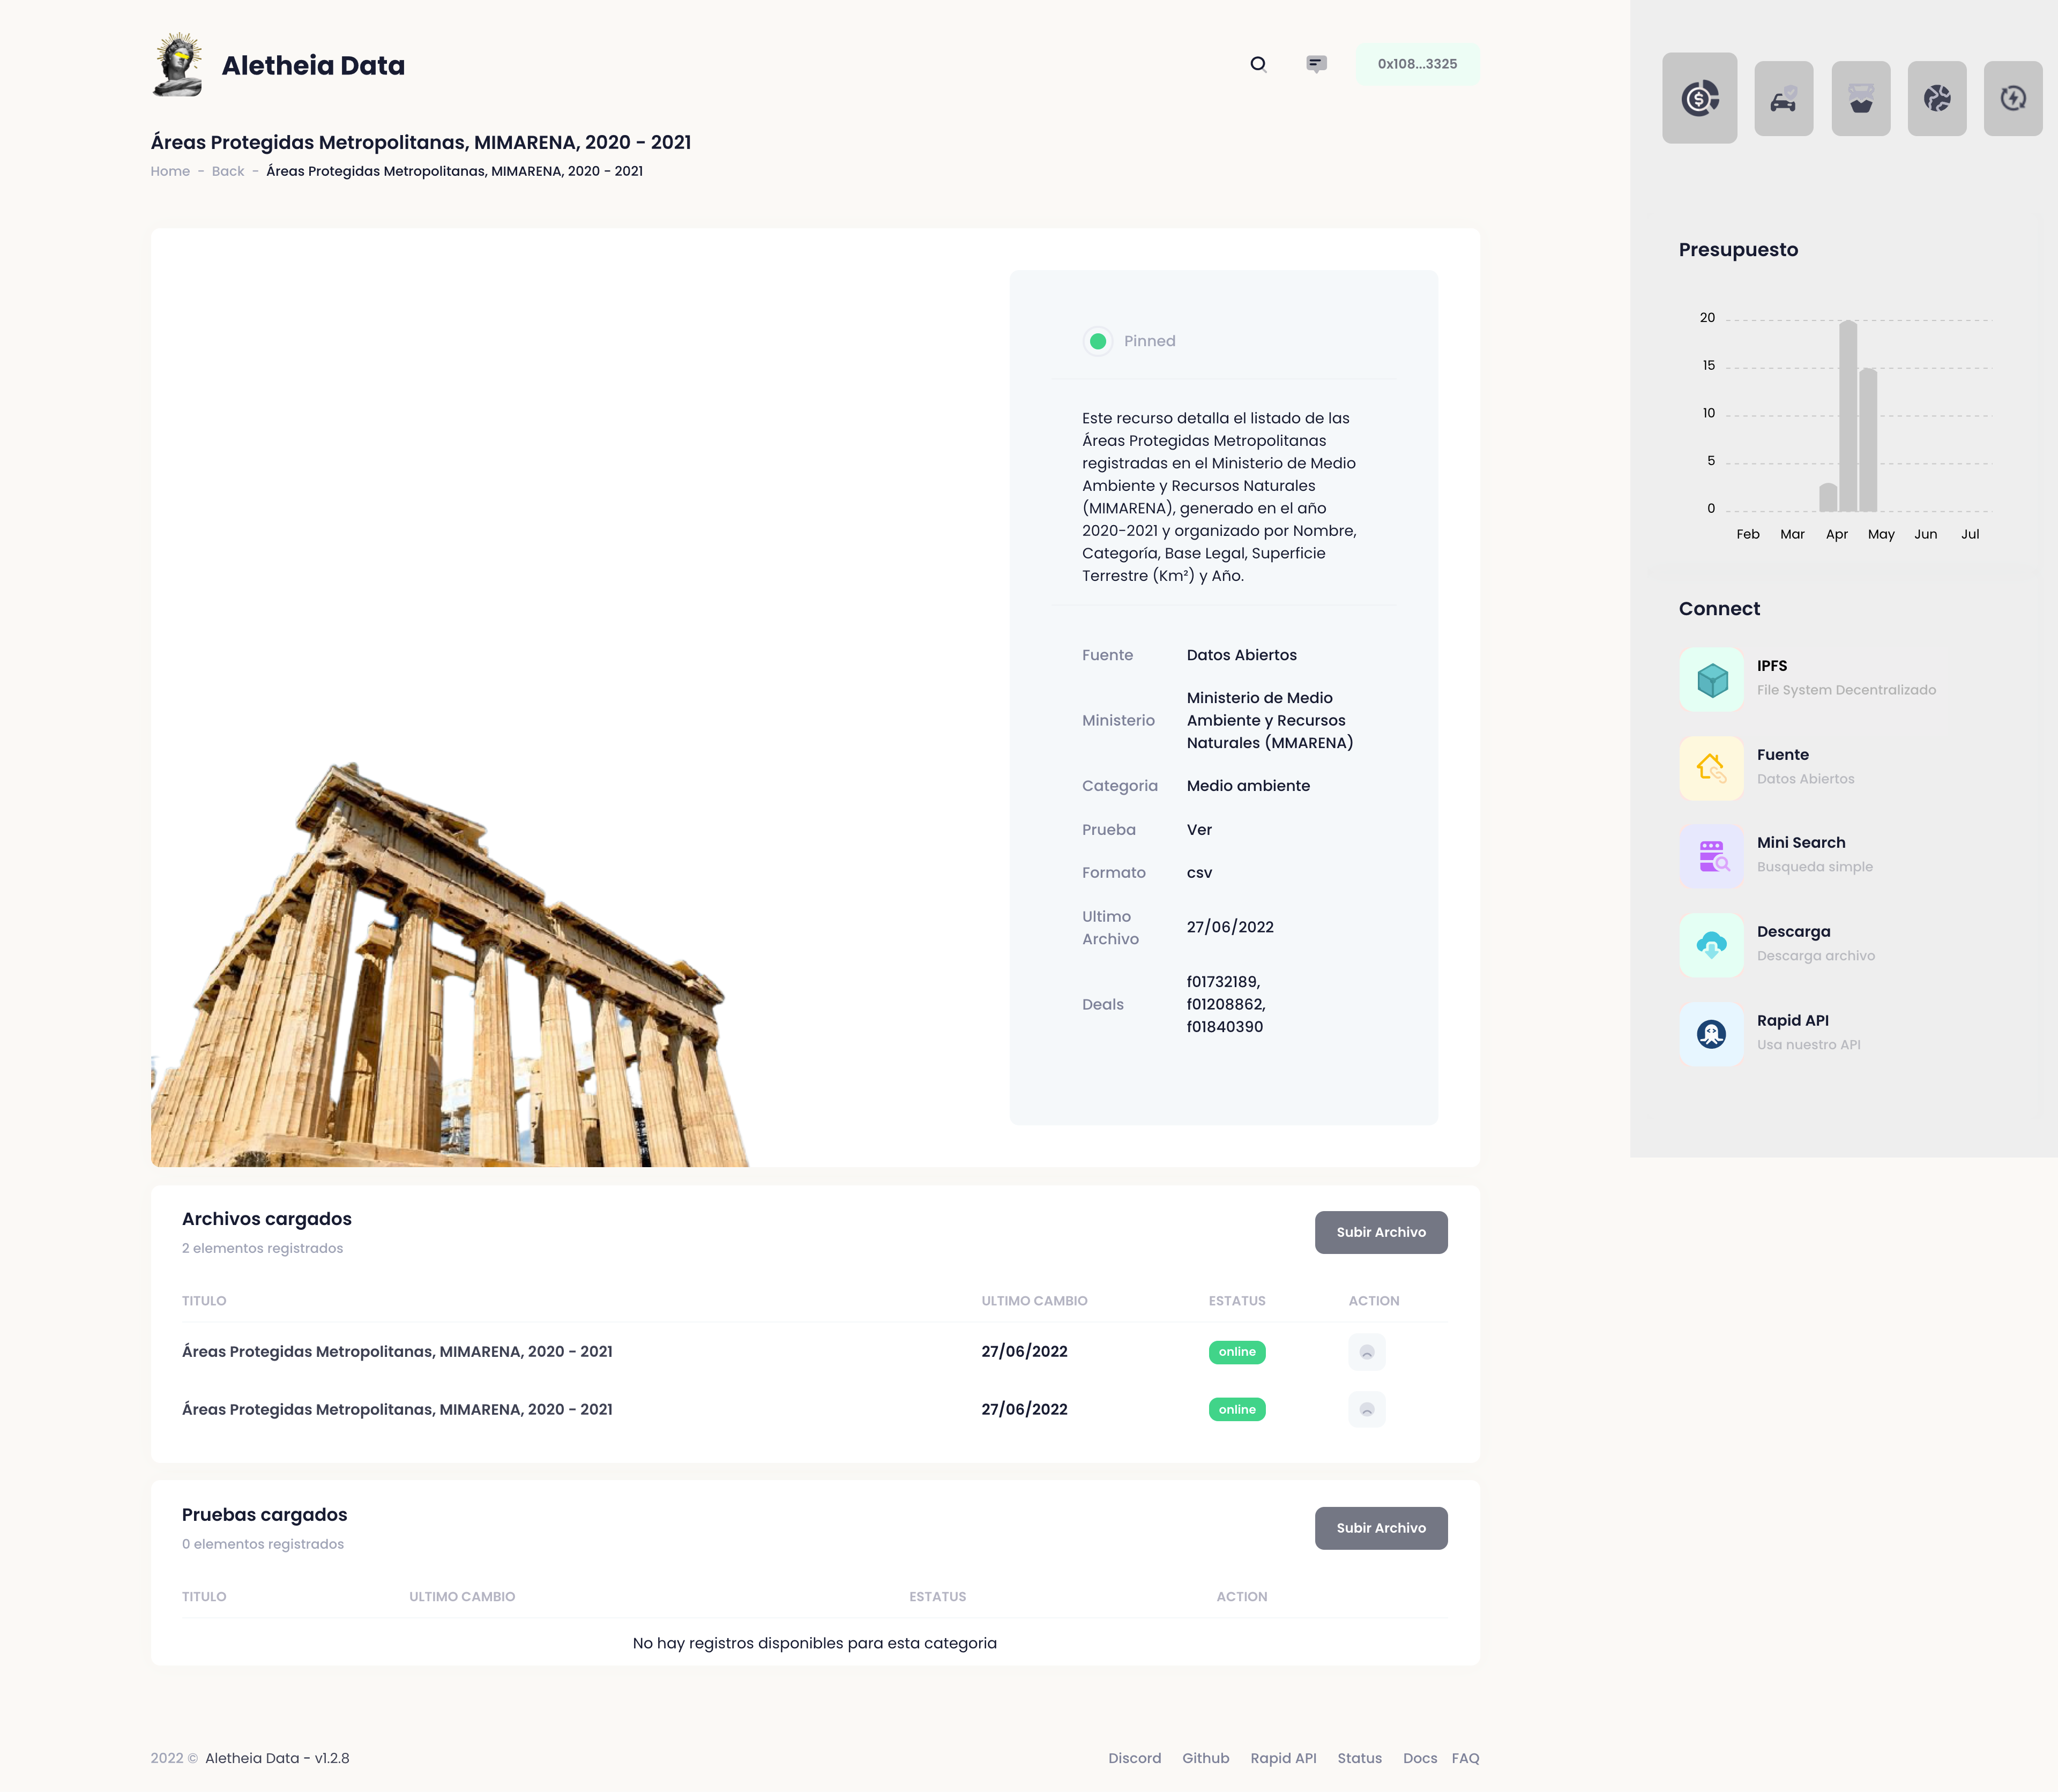 Aletheia Data
0x108...3325
Áreas Protegidas Metropolitanas, MIMARENA, 2020 - 2021
Home - Back - Áreas Protegidas Metropolitanas, MIMARENA, 2020 - 2021
Pinned
Este recurso detalla el listado de las
Áreas Protegidas Metropolitanas
registradas en el Ministerio de Medio
Ambiente y Recursos Naturales
(MIMARENA), generado en el año
2020-2021 y organizado por Nombre,
Categoría, Base Legal, Superficie
Terrestre (Km²) y Año.
Fuente Datos Abiertos
Ministerio Ministerio de Medio
Ambiente y Recursos
Naturales (MMARENA)
Categoria Medio ambiente
Prueba Ver
Formato csv
Ultimo
Archivo 27/06/2022
Deals f01732189,
f01208862,
f01840390
Archivos cargados
2 elementos registrados
Subir Archivo
TITULO ULTIMO CAMBIO ESTATUS ACTION
Áreas Protegidas Metropolitanas, MIMARENA, 2020 - 2021 27/06/2022 online
Áreas Protegidas Metropolitanas, MIMARENA, 2020 - 2021 27/06/2022 online
Pruebas cargados
0 elementos registrados
Subir Archivo
TITULO ULTIMO CAMBIO ESTATUS ACTION
No hay registros disponibles para esta categoria
2022 © Aletheia Data - v1.2.8
Discord Github Rapid API Status Docs FAQ
Presupuesto
20
15
10
5
0
Feb Mar Apr May Jun Jul
Connect
IPFS
File System Decentralizado
Fuente
Datos Abiertos
Mini Search
Busqueda simple
Descarga
Descarga archivo
Rapid API
Usa nuestro API